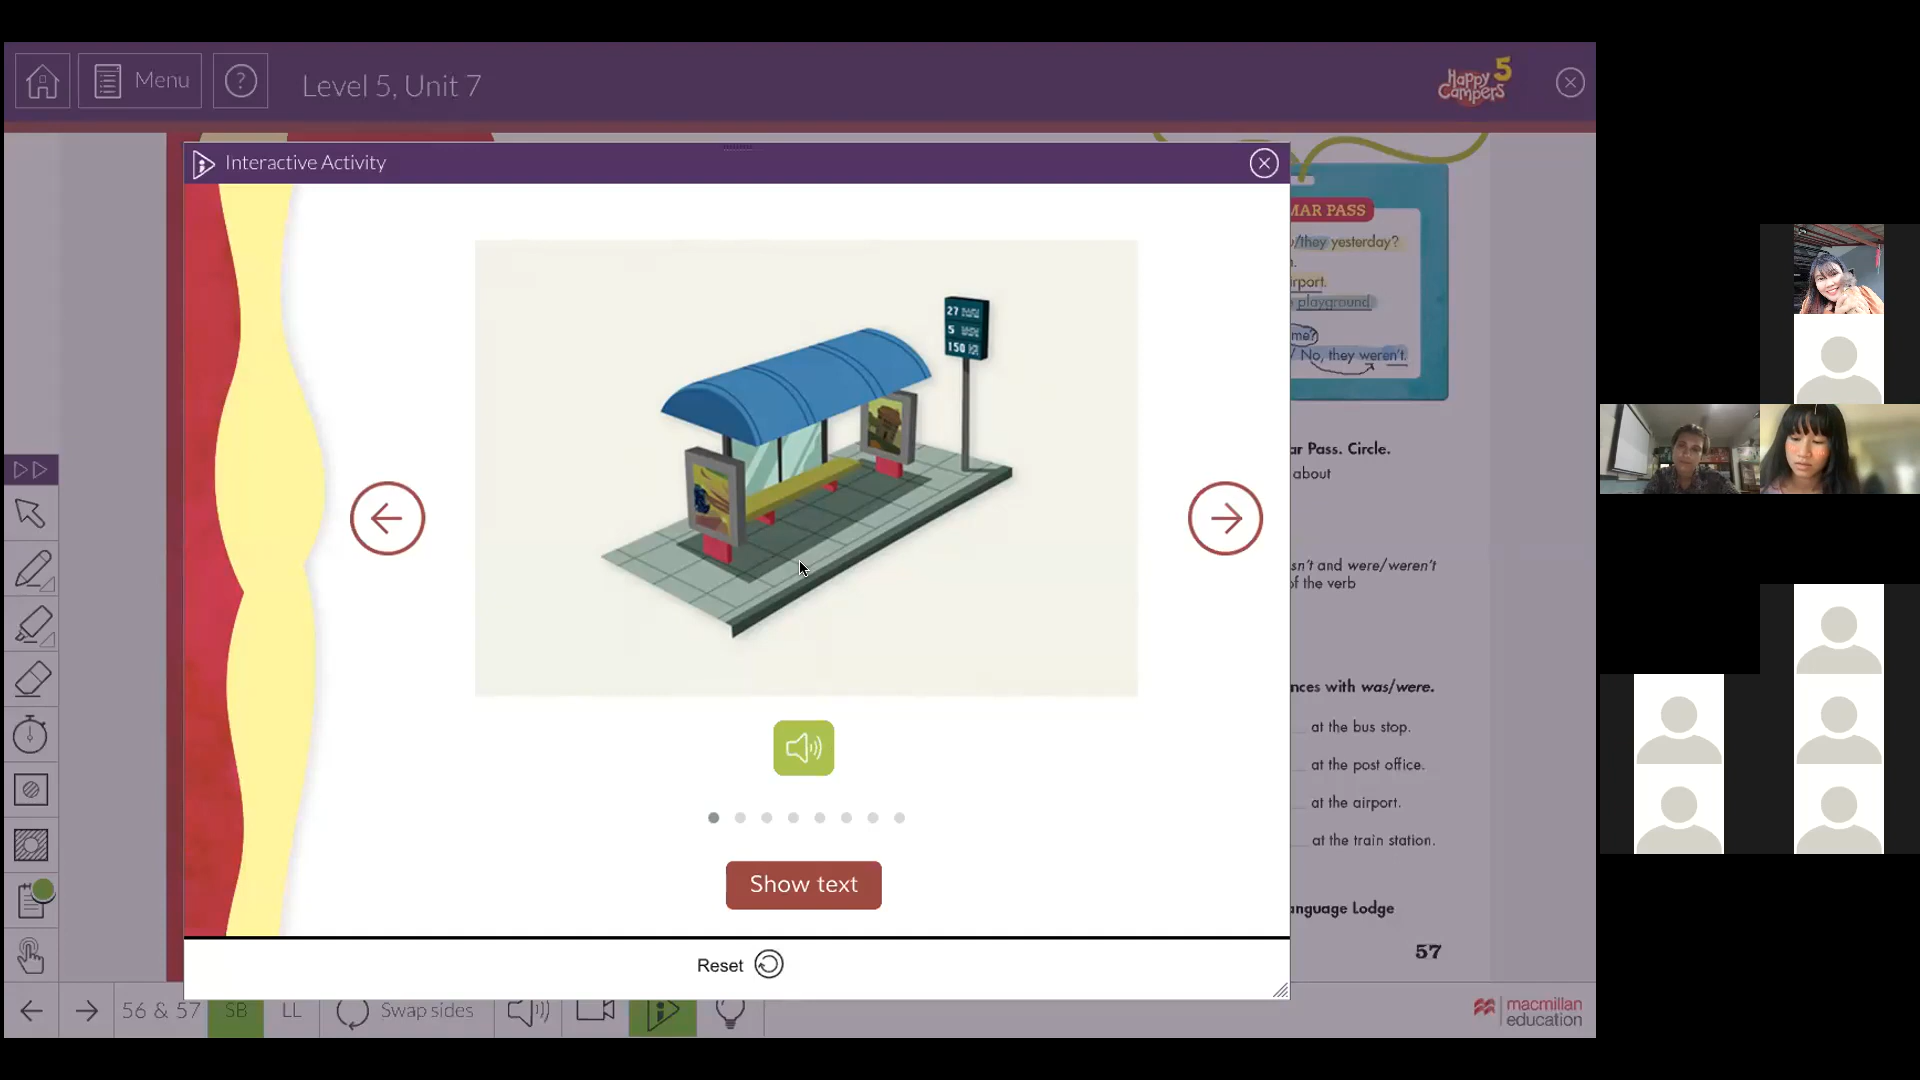 Menu
?
Level 5, Unit 7
Happy Campers 5
Interactive Activity
MAR PASS
/they yesterday?
irport.
playground
me?
/ No, they weren't.
27
5
150
ar Pass. Circle.
about
sn't and were/weren't
of the verb
nces with was/were.
at the bus stop.
at the post office.
at the airport.
at the train station.
Show text
anguage Lodge
57
Reset
56 & 57
SB
LL
Swap sides
macmillan
education